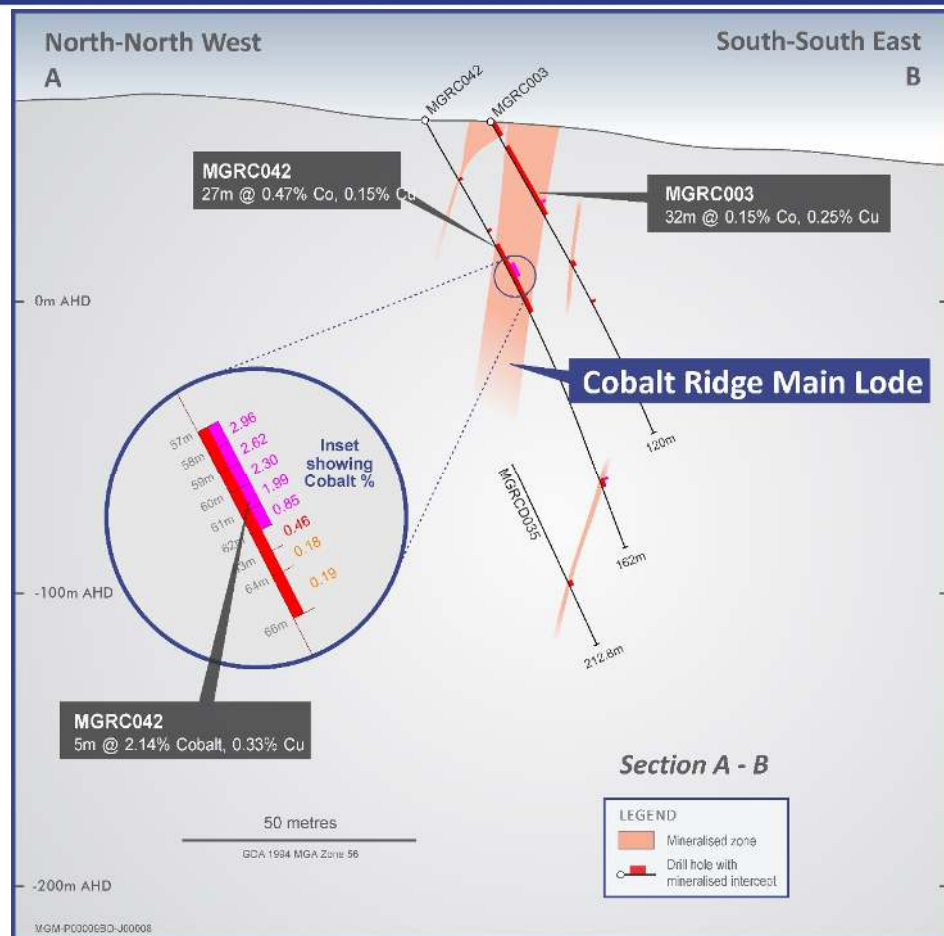 North-North West
South-South East
A
B
MGRC042
MGRC003
MGRC042
27m @ 0.47% Co, 0.15% Cu
MGRC003
32m @ 0.15% Co, 0.25% Cu
0m AHD
Cobalt Ridge Main Lode
Inset
showing
Cobalt %
57m
58m
59m
60m
61m
62m
3m
64m
66m
2.96
2.62
2.30
1.99
0.85
0.46
0.18
0.19
120m
MGRCD035
162m
212.8m
-100m AHD
MGRC042
5m @ 2.14% Cobalt, 0.33% Cu
Section A - B
50 metres
GDA 1994 MGA Zone 56
LEGEND
Mineralised zone
Drill hole with
mineralised intercept
-200m AHD